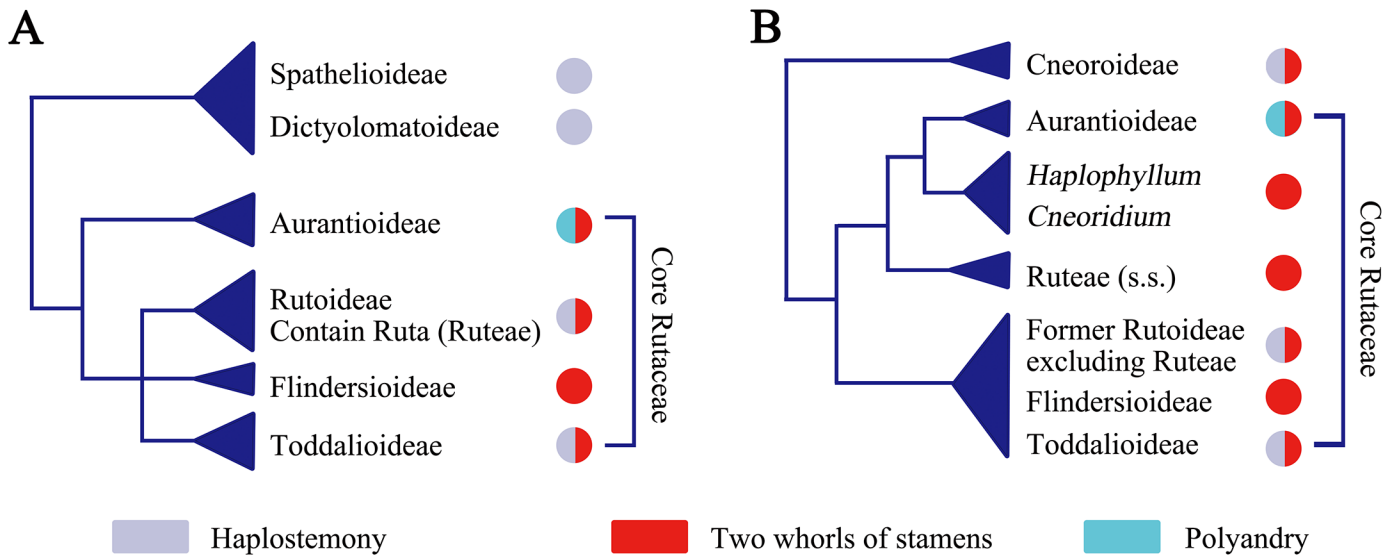 A
Spathelioideae
Dictyolomatoideae
Aurantioideae
Rutoideae
Contain Ruta (Ruteae)
Flindersioideae
Toddalioideae
Core Rutaceae
B
Cneoroideae
Aurantioideae
Haplophyllum
Cneoridium
Ruteae (s.s.)
Former Rutoideae
excluding Ruteae
Flindersioideae
Toddalioideae
Core Rutaceae
Haplostemony
Two whorls of stamens
Polyandry